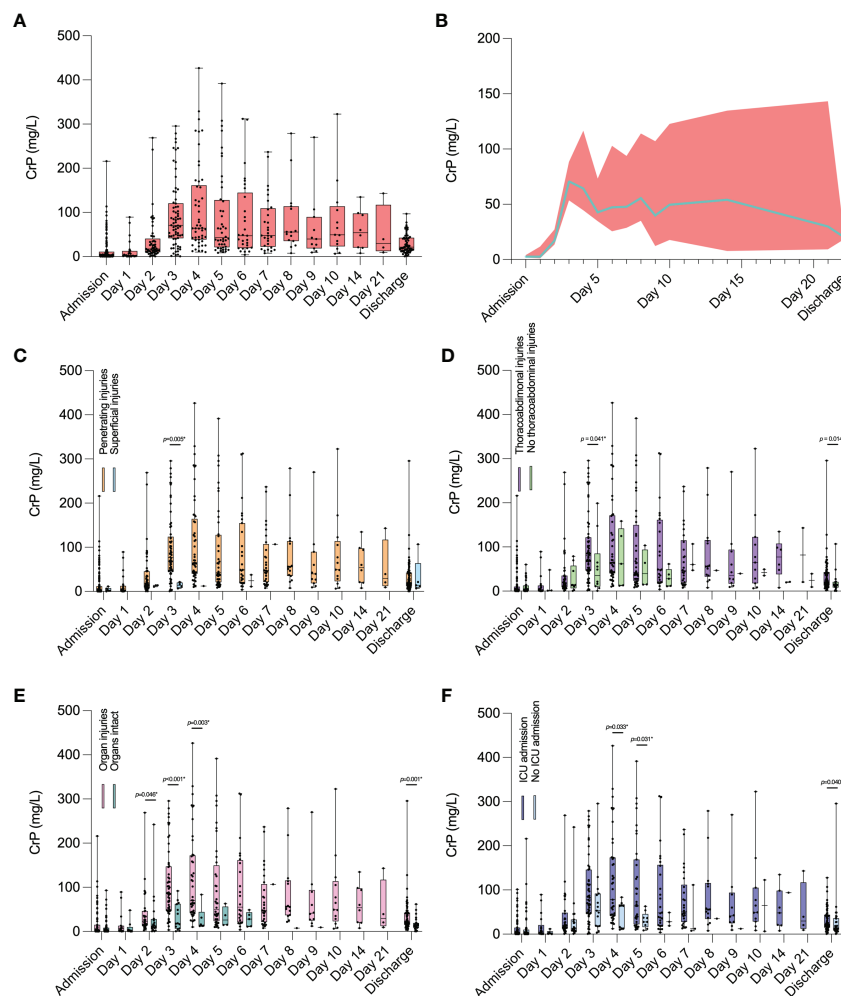 A
500
400
300
200
100
0
CrP (mg/L)
Admission
Day 1
Day 2
Day 3
Day 4
Day 5
Day 6
Day 7
Day 8
Day 9
Day 10
Day 14
Day 21
Discharge
B
200
150
100
50
0
CrP (mg/L)
Admission
Day 5
Day 10
Day 15
Day 20
Discharge
C
Penetrating injuries
Superficial injuries
500
400
300
200
100
0
CrP (mg/L)
p=0.005*
Admission
Day 1
Day 2
Day 3
Day 4
Day 5
Day 6
Day 7
Day 8
Day 9
Day 10
Day 14
Day 21
Discharge
D
Thoracoabdimonal injuries
No thoracoabdominal injuries
500
400
300
200
100
0
CrP (mg/L)
p = 0.041*
p = 0.014
Admission
Day 1
Day 2
Day 3
Day 4
Day 5
Day 6
Day 7
Day 8
Day 9
Day 10
Day 14
Day 21
Discharge
E
Organ injuries
Organs intact
500
400
300
200
100
0
CrP (mg/L)
p=0.046*
p<0.001*
p=0.003*
p=0.001*
Admission
Day 1
Day 2
Day 3
Day 4
Day 5
Day 6
Day 7
Day 8
Day 9
Day 10
Day 14
Day 21
Discharge
F
ICU admission
No ICU admission
500
400
300
200
100
0
CrP (mg/L)
p=0.033*
p=0.031*
p=0.040
Admission
Day 1
Day 2
Day 3
Day 4
Day 5
Day 6
Day 7
Day 8
Day 9
Day 10
Day 14
Day 21
Discharge